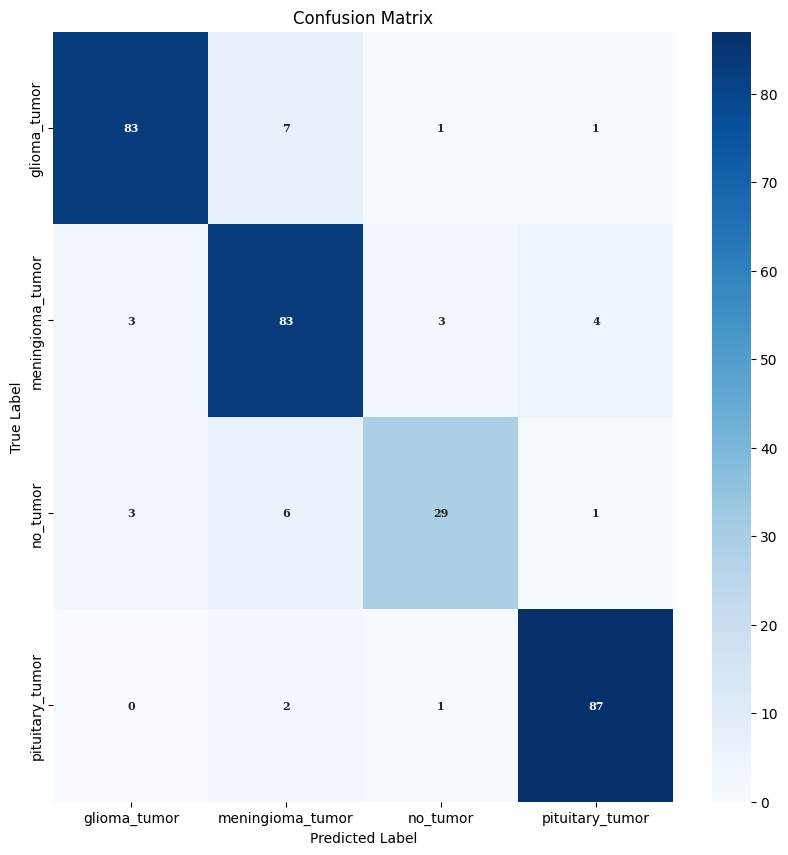 Confusion Matrix
True Label
glioma_tumor
83 7 1 1
meningioma_tumor
3 83 3 4
no_tumor
3 6 29 1
pituitary_tumor
0 2 1 87
glioma_tumor meningioma_tumor no_tumor pituitary_tumor
Predicted Label
80
70
60
50
40
30
20
10
0